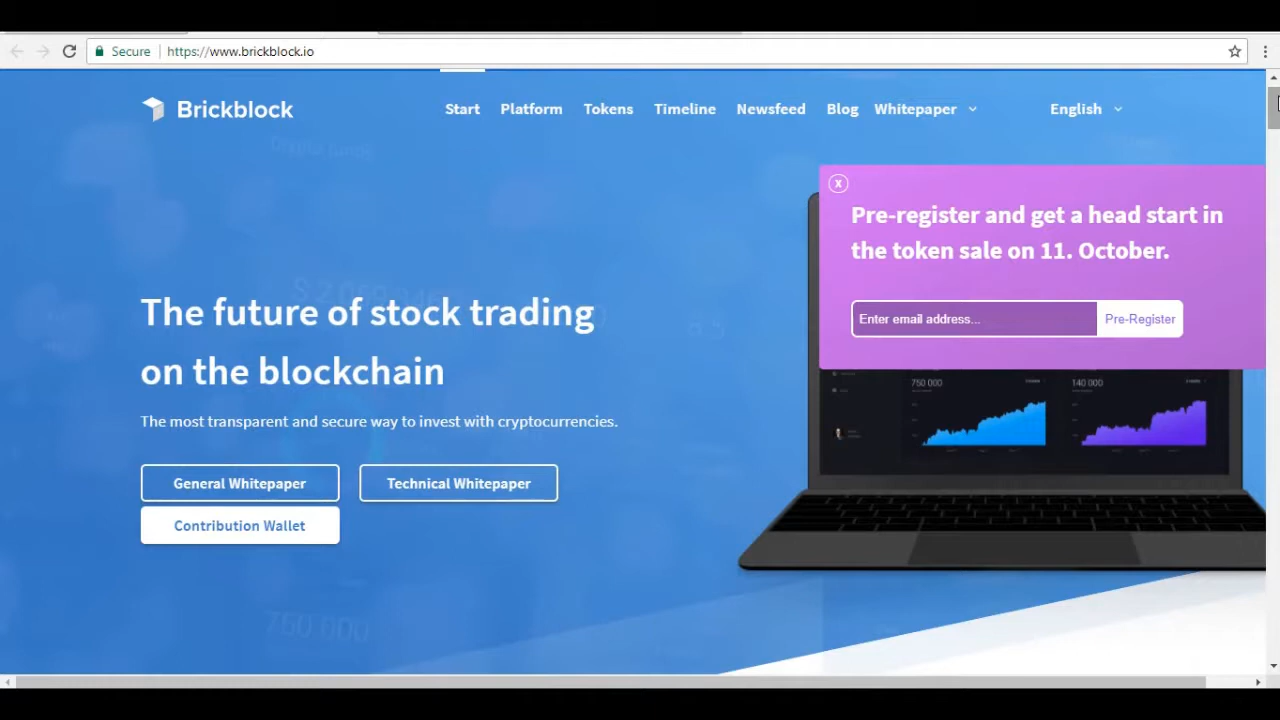 Secure
https://www.brickblock.io
Brickblock
Start Platform Tokens Timeline Newsfeed Blog Whitepaper English
X
Pre-register and get a head start in
the token sale on 11. October.
Enter email address...
Pre-Register
The future of stock trading
on the blockchain
The most transparent and secure way to invest with cryptocurrencies.
General Whitepaper
Technical Whitepaper
Contribution Wallet
750 000
140 000
750 000